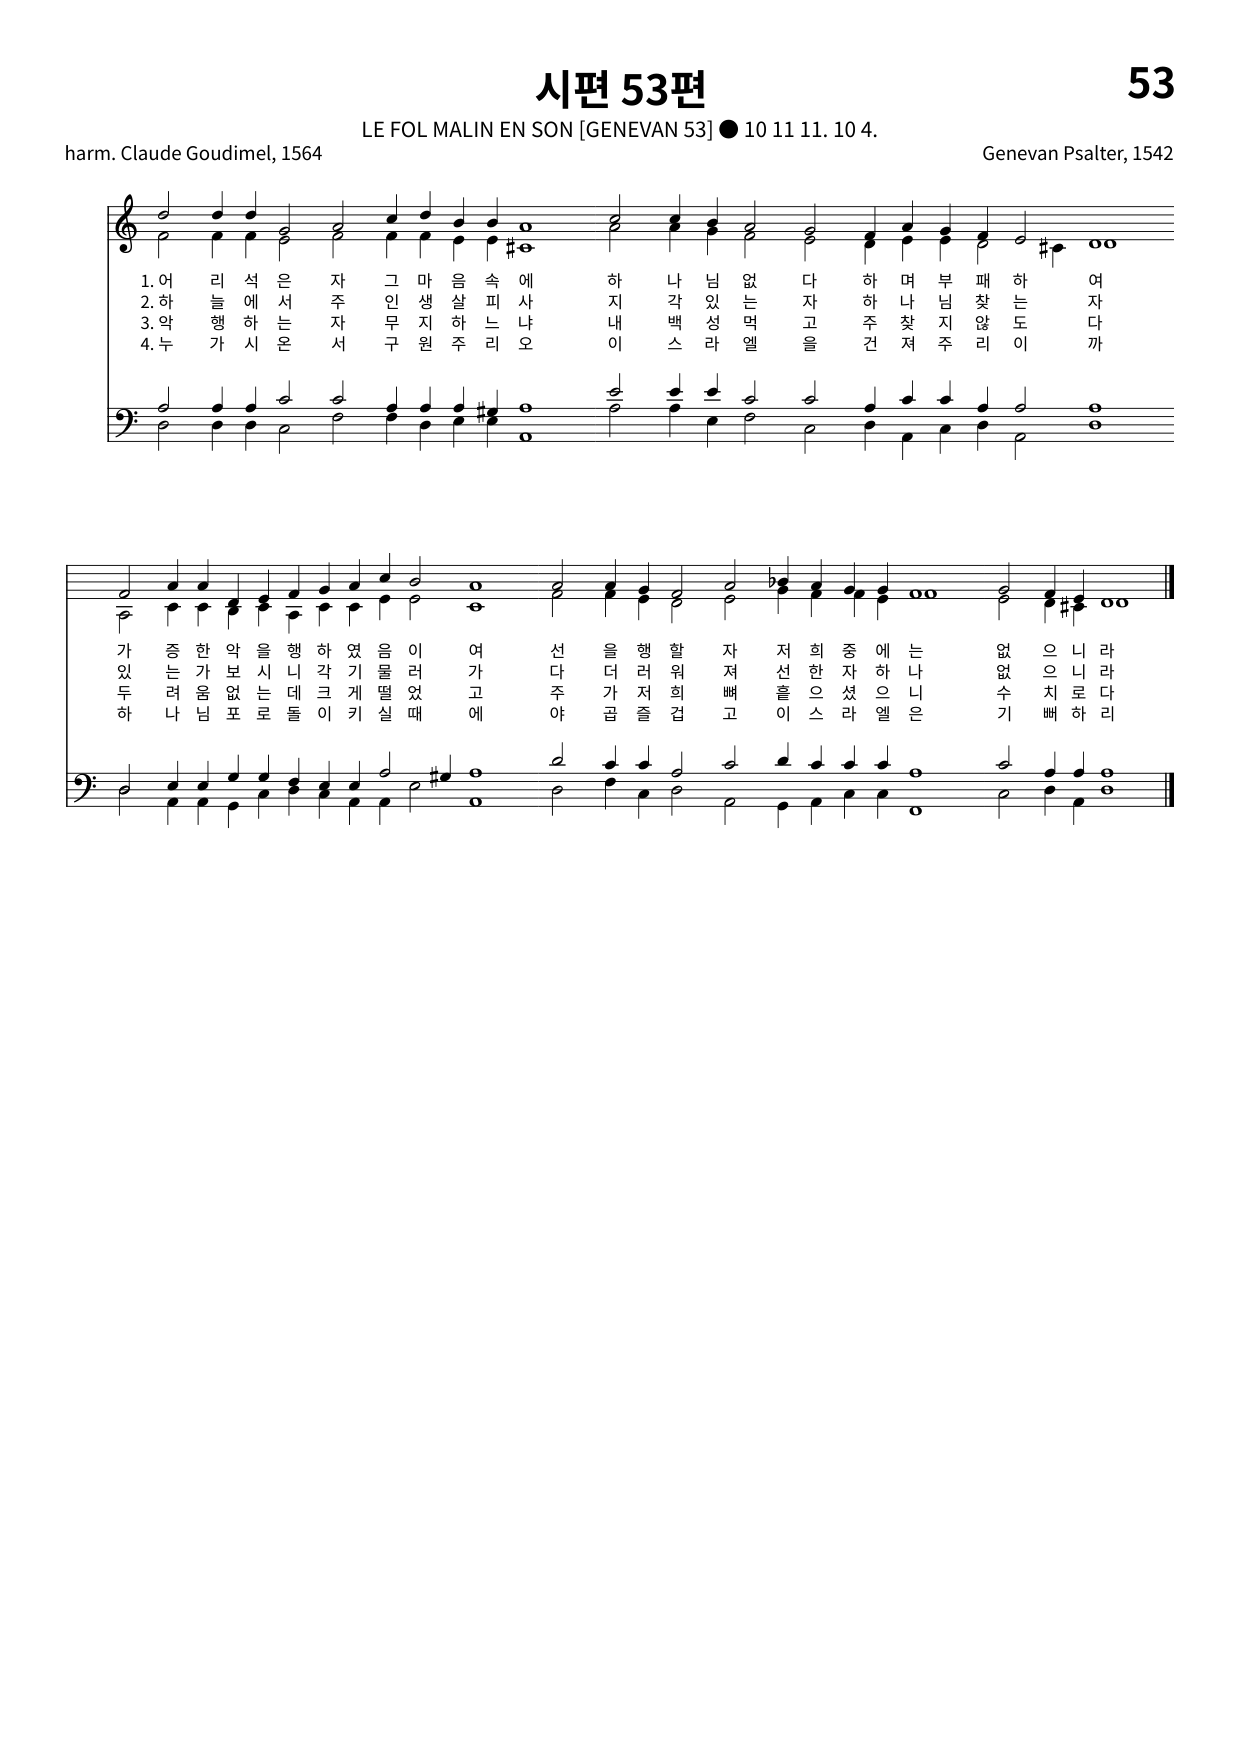 시편 53편
53
LE FOL MALIN EN SON [GENEVAN 53] ● 10 11 11. 10 4.
harm. Claude Goudimel, 1564
Genevan Psalter, 1542
1. 어 리 석 은 자 그 마 음 속 에 하 나 님 없 다 하 며 부 패 하 여
2. 하 늘 에 서 주 인 생 살 피 사 지 각 있 는 자 하 나 님 찾 는 자
3. 악 행 하 는 자 무 지 하 느 냐 내 백 성 먹 고 주 찾 지 않 도 다
4. 누 가 시 온 서 구 원 주 리 오 이 스 라 엘 을 건 져 주 리 이 까
가 증 한 악 을 행 하 였 음 이 여 선 을 행 할 자 저 희 중 에 는 없 으 니 라
있 는 가 보 시 니 각 기 물 러 가 다 더 러 워 져 선 한 자 하 나 없 으 니 라
두 려 움 없 는 데 크 게 떨 었 고 주 가 저 희 뼈 흩 으 셨 으 니 수 치 로 다
하 나 님 포 로 돌 이 키 실 때 에 야 곱 즐 겁 고 이 스 라 엘 은 기 뻐 하 리